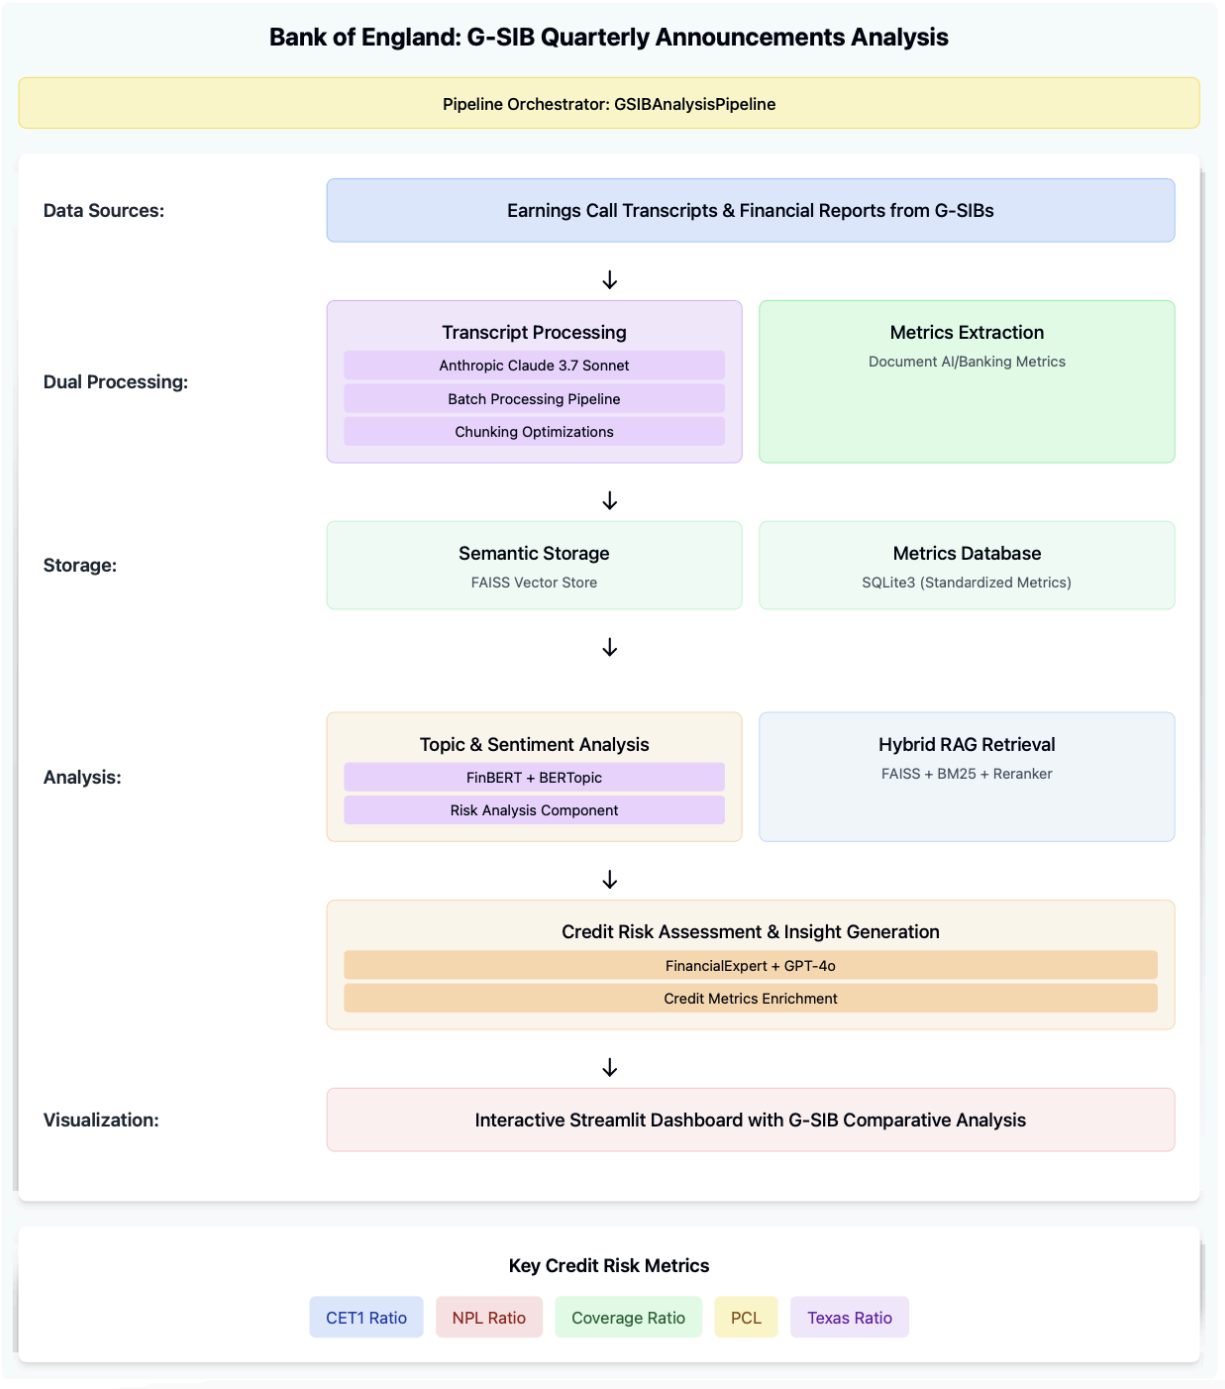 Bank of England: G-SIB Quarterly Announcements Analysis
Pipeline Orchestrator: GSIBAnalysisPipeline
Data Sources:
Earnings Call Transcripts & Financial Reports from G-SIBs
↓
Dual Processing:
Transcript Processing
Anthropic Claude 3.7 Sonnet
Batch Processing Pipeline
Chunking Optimizations
Metrics Extraction
Document AI/Banking Metrics
↓
Storage:
Semantic Storage
FAISS Vector Store
Metrics Database
SQLite3 (Standardized Metrics)
↓
Analysis:
Topic & Sentiment Analysis
FinBERT + BERTopic
Risk Analysis Component
Hybrid RAG Retrieval
FAISS + BM25 + Reranker
↓
Credit Risk Assessment & Insight Generation
FinancialExpert + GPT-4o
Credit Metrics Enrichment
↓
Visualization:
Interactive Streamlit Dashboard with G-SIB Comparative Analysis
Key Credit Risk Metrics
CET1 Ratio
NPL Ratio
Coverage Ratio
PCL
Texas Ratio